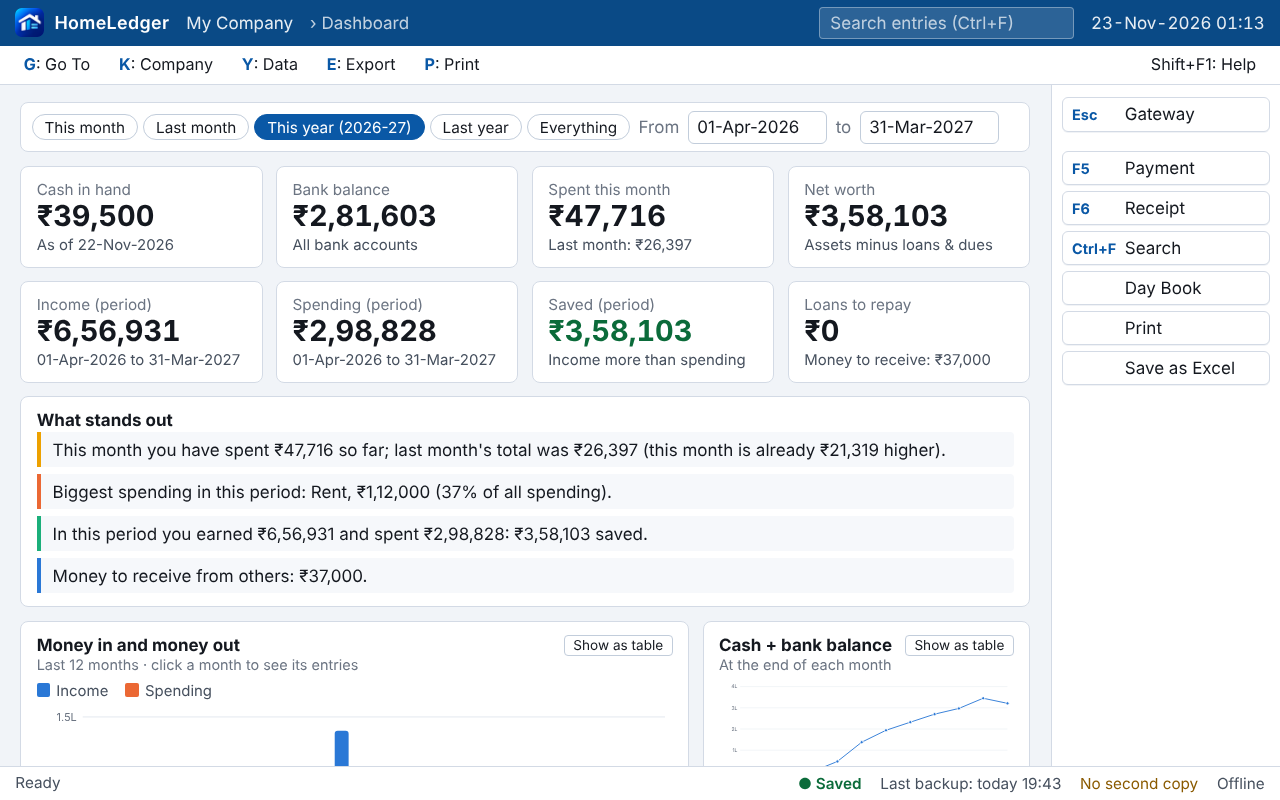 HomeLedger My Company › Dashboard Search entries (Ctrl+F) 23-Nov-2026 01:13
G: Go To K: Company Y: Data E: Export P: Print Shift+F1: Help
This month Last month This year (2026-27) Last year Everything From 01-Apr-2026 to 31-Mar-2027
Cash in hand
₹39,500
As of 22-Nov-2026
Bank balance
₹2,81,603
All bank accounts
Spent this month
₹47,716
Last month: ₹26,397
Net worth
₹3,58,103
Assets minus loans & dues
Income (period)
₹6,56,931
01-Apr-2026 to 31-Mar-2027
Spending (period)
₹2,98,828
01-Apr-2026 to 31-Mar-2027
Saved (period)
₹3,58,103
Income more than spending
Loans to repay
₹0
Money to receive: ₹37,000
What stands out
This month you have spent ₹47,716 so far; last month's total was ₹26,397 (this month is already ₹21,319 higher).
Biggest spending in this period: Rent, ₹1,12,000 (37% of all spending).
In this period you earned ₹6,56,931 and spent ₹2,98,828: ₹3,58,103 saved.
Money to receive from others: ₹37,000.
Money in and money out Show as table
Last 12 months · click a month to see its entries
Income Spending
1.5L
Cash + bank balance Show as table
At the end of each month
4L
3L
2L
1L
Esc Gateway
F5 Payment
F6 Receipt
Ctrl+F Search
Day Book
Print
Save as Excel
Ready Saved Last backup: today 19:43 No second copy Offline